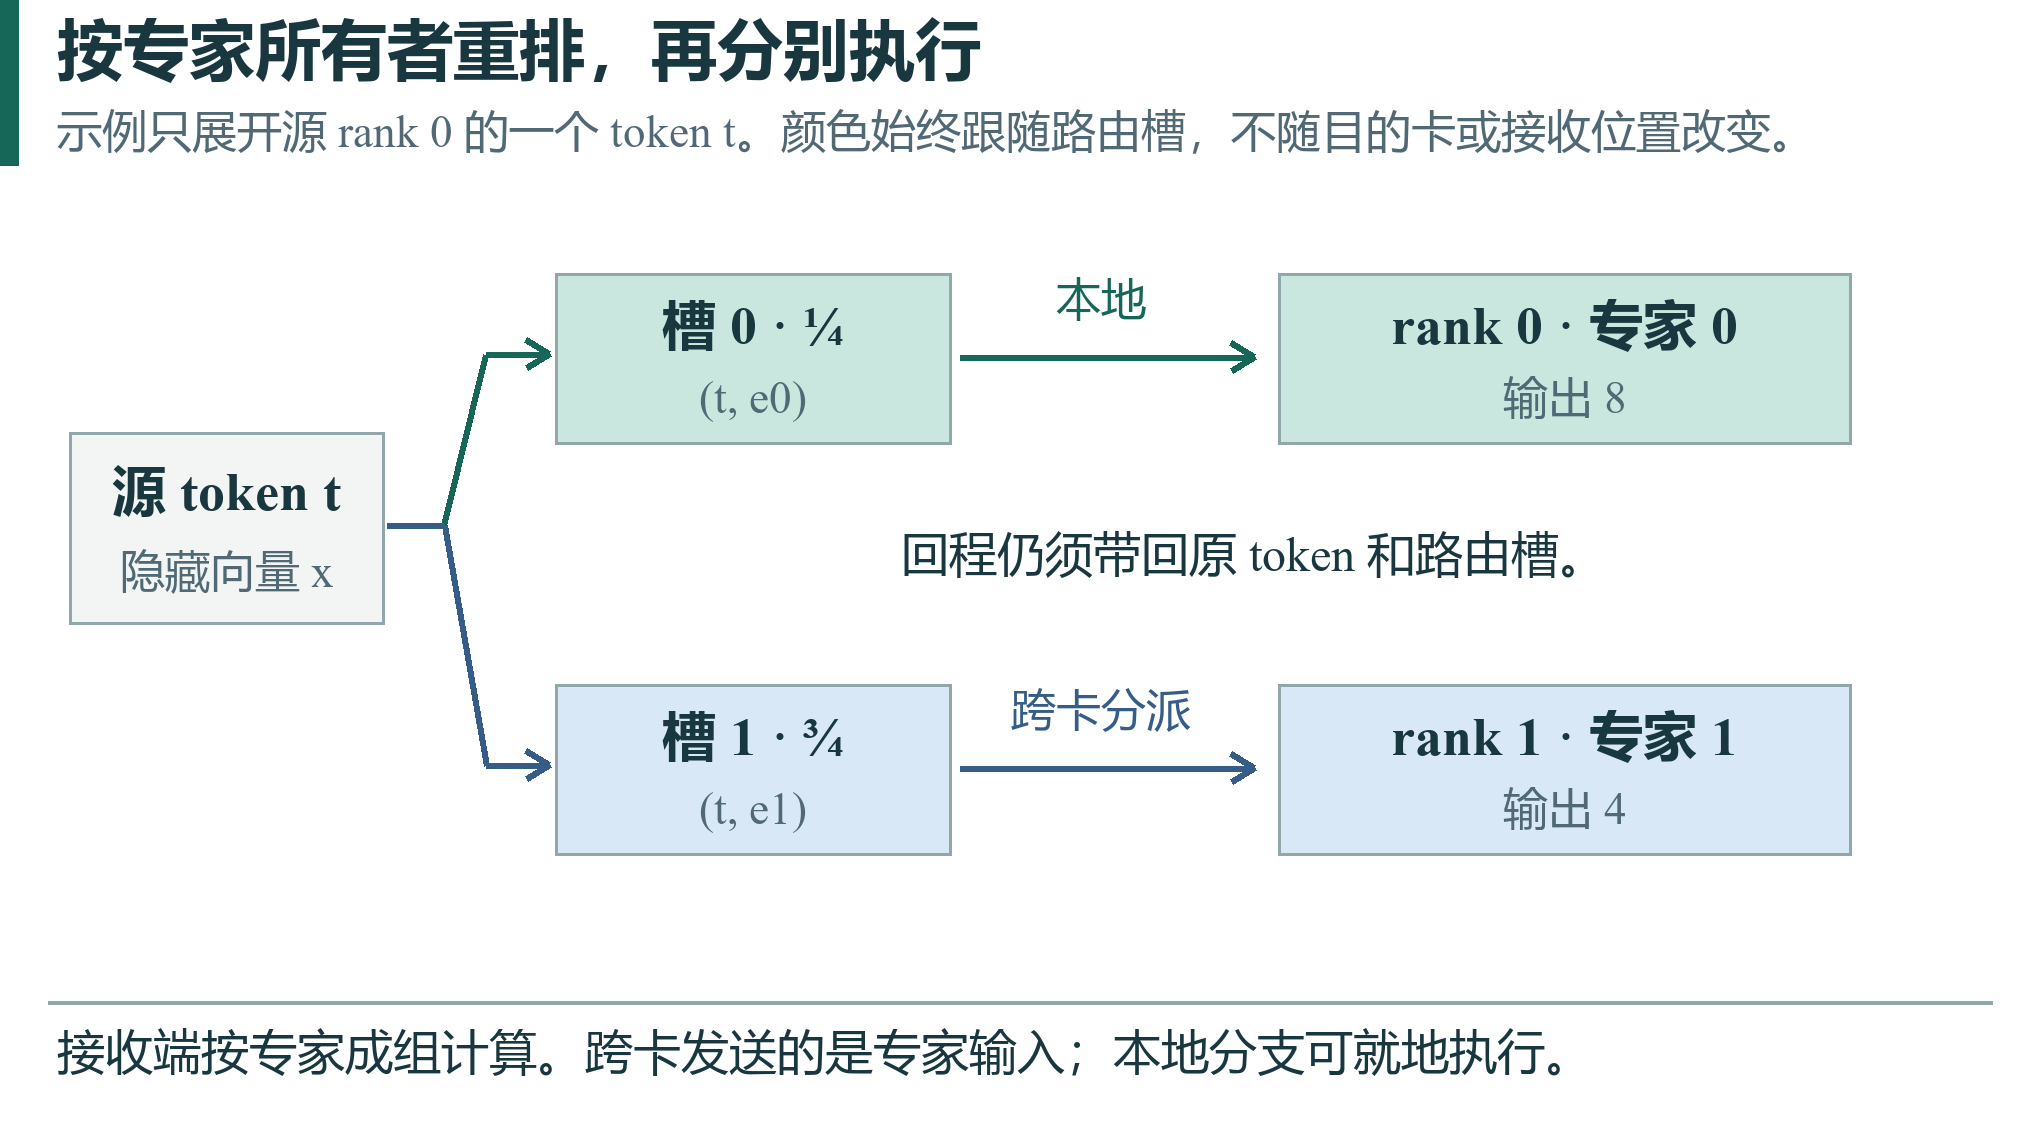 按专家所有者重排，再分别执行
示例只展开源 rank 0 的一个 token t。颜色始终跟随路由槽，不随目的卡或接收位置改变。
槽 0 · ¼
(t, e0)
本地
rank 0 · 专家 0
输出 8
源 token t
隐藏向量 x
回程仍须带回原 token 和路由槽。
槽 1 · ¾
(t, e1)
跨卡分派
rank 1 · 专家 1
输出 4
接收端按专家成组计算。跨卡发送的是专家输入；本地分支可就地执行。